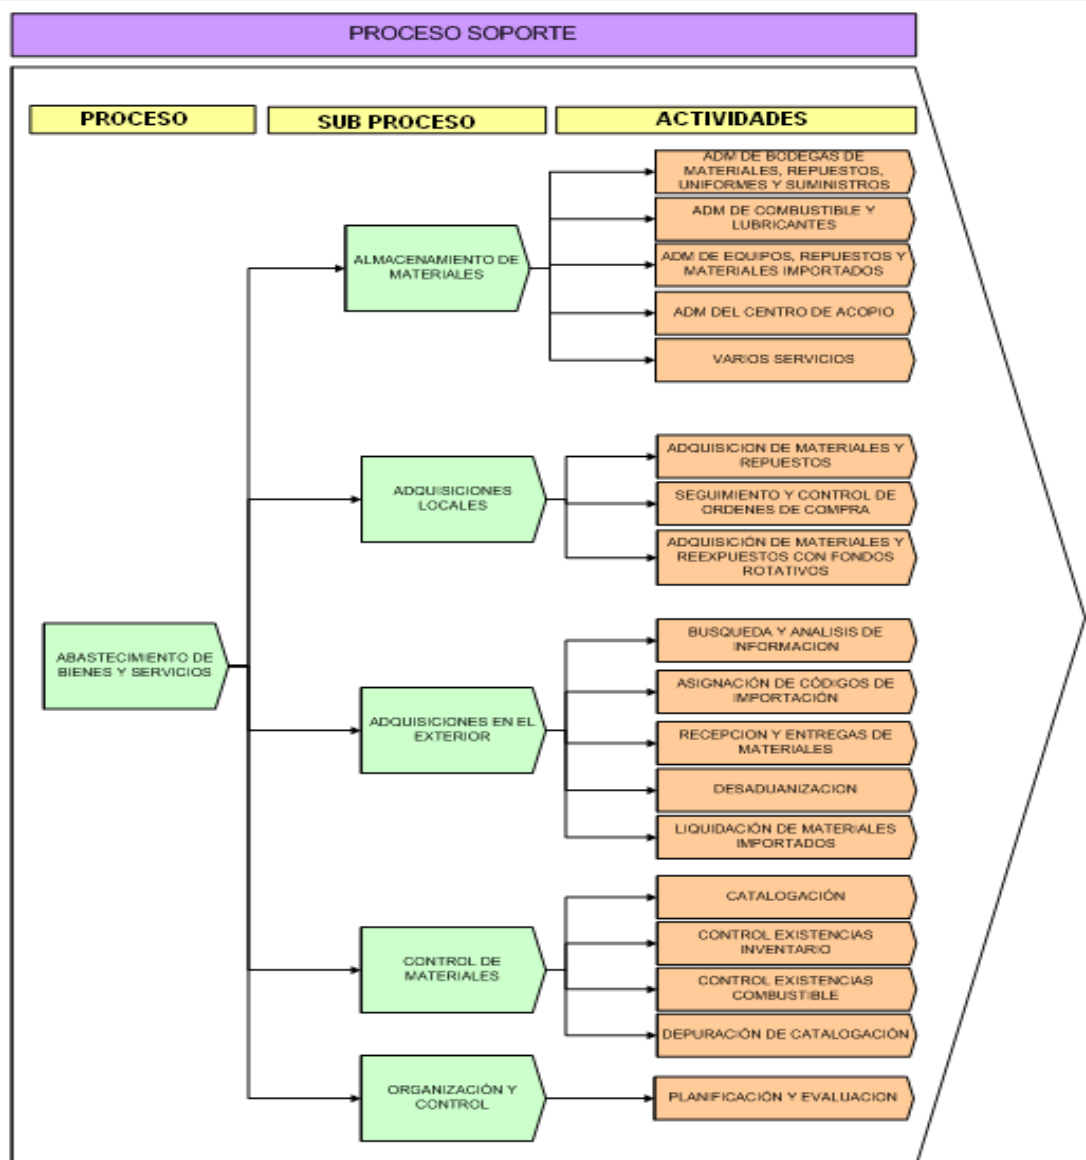 PROCESO SOPORTE
PROCESO
SUB PROCESO
ACTIVIDADES
ABASTECIMIENTO DE
BIENES Y SERVICIOS
ALMACENAMIENTO DE
MATERIALES
ADM DE BODEGAS DE
MATERIALES, REPUESTOS,
UNIFORMES Y SUMINISTROS
ADM DE COMBUSTIBLE Y
LUBRICANTES
ADM DE EQUIPOS, REPUESTOS Y
MATERIALES IMPORTADOS
ADM DEL CENTRO DE ACOPIO
VARIOS SERVICIOS
ADQUISICIONES
LOCALES
ADQUISICION DE MATERIALES Y
REPUESTOS
SEGUIMIENTO Y CONTROL DE
ORDENES DE COMPRA
ADQUISICIÓN DE MATERIALES Y
REEXPUESTOS CON FONDOS
ROTATIVOS
ADQUISICIONES EN EL
EXTERIOR
BUSQUEDA Y ANALISIS DE
INFORMACION
ASIGNACIÓN DE CÓDIGOS DE
IMPORTACIÓN
RECEPCION Y ENTREGAS DE
MATERIALES
DESADUANIZACION
LIQUIDACIÓN DE MATERIALES
IMPORTADOS
CONTROL DE
MATERIALES
CATALOGACIÓN
CONTROL EXISTENCIAS
INVENTARIO
CONTROL EXISTENCIAS
COMBUSTIBLE
DEPURACIÓN DE CATALOGACIÓN
ORGANIZACIÓN Y
CONTROL
PLANIFICACIÓN Y EVALUACION